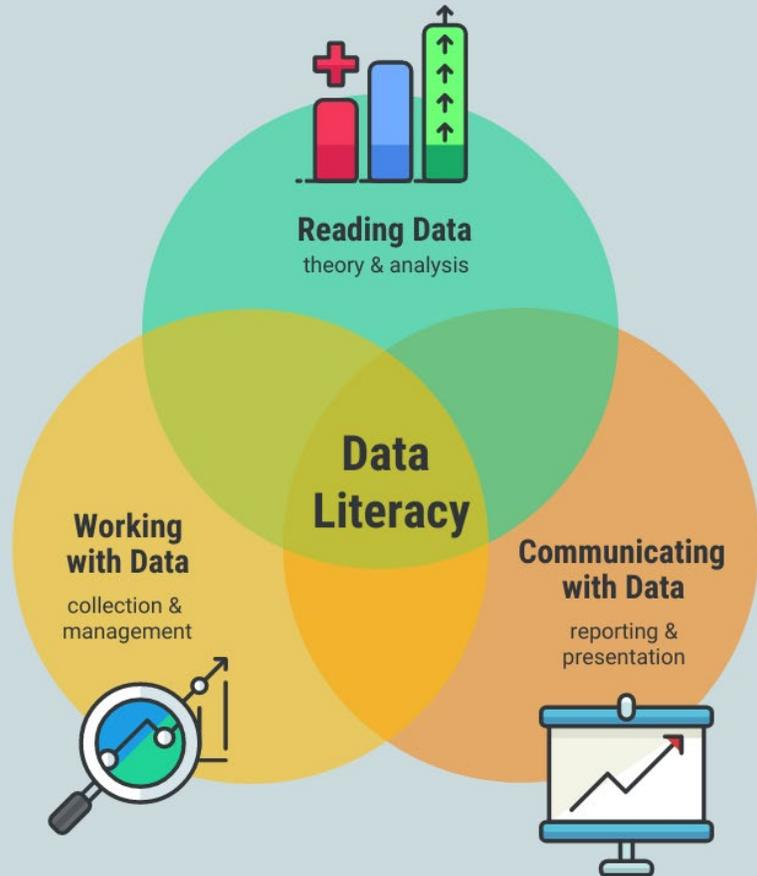 Reading Data
theory & analysis
Data
Literacy
Working
with Data
collection &
management
Communicating
with Data
reporting &
presentation